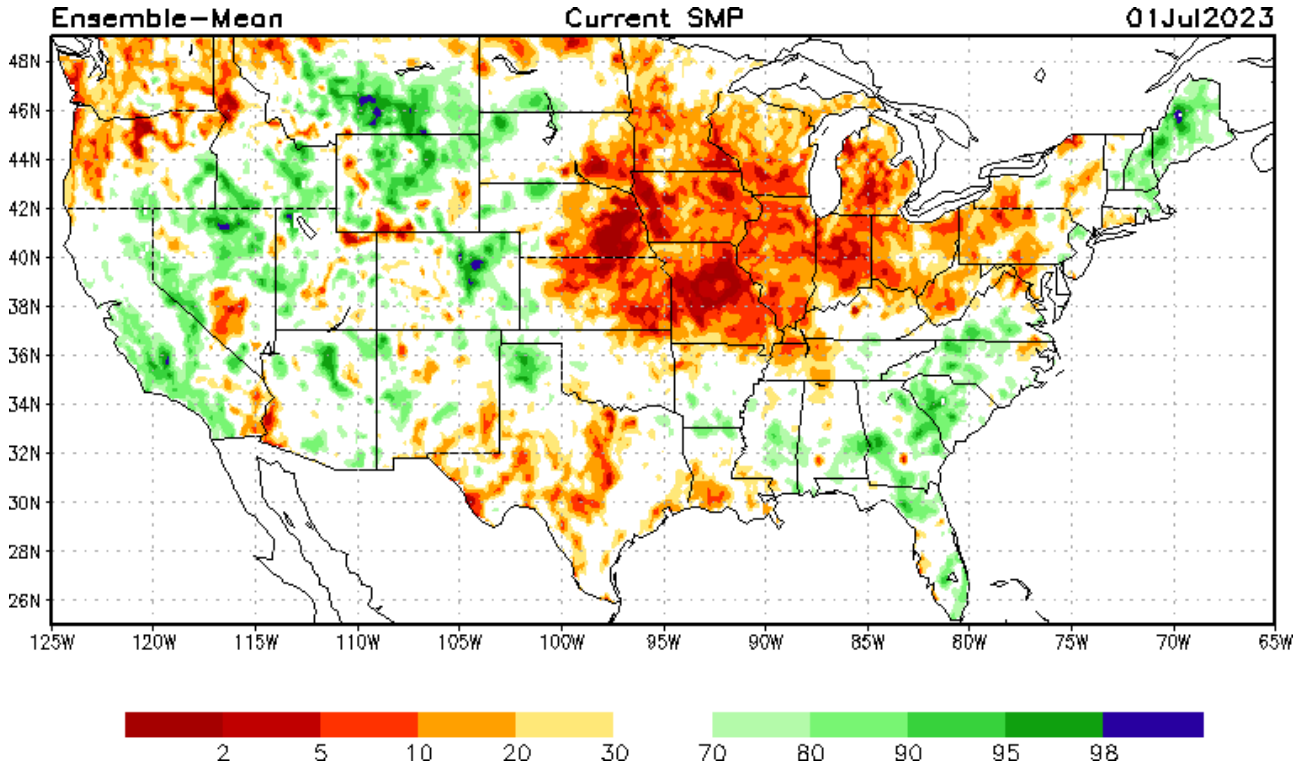 Ensemble-Mean Current SMP 01Jul2023
48N
46N
44N
42N
40N
38N
36N
34N
32N
30N
28N
26N
125W 120W 115W 110W 105W 100W 95W 90W 85W 80W 75W 70W 65W
2 5 10 20 30 70 80 90 95 98